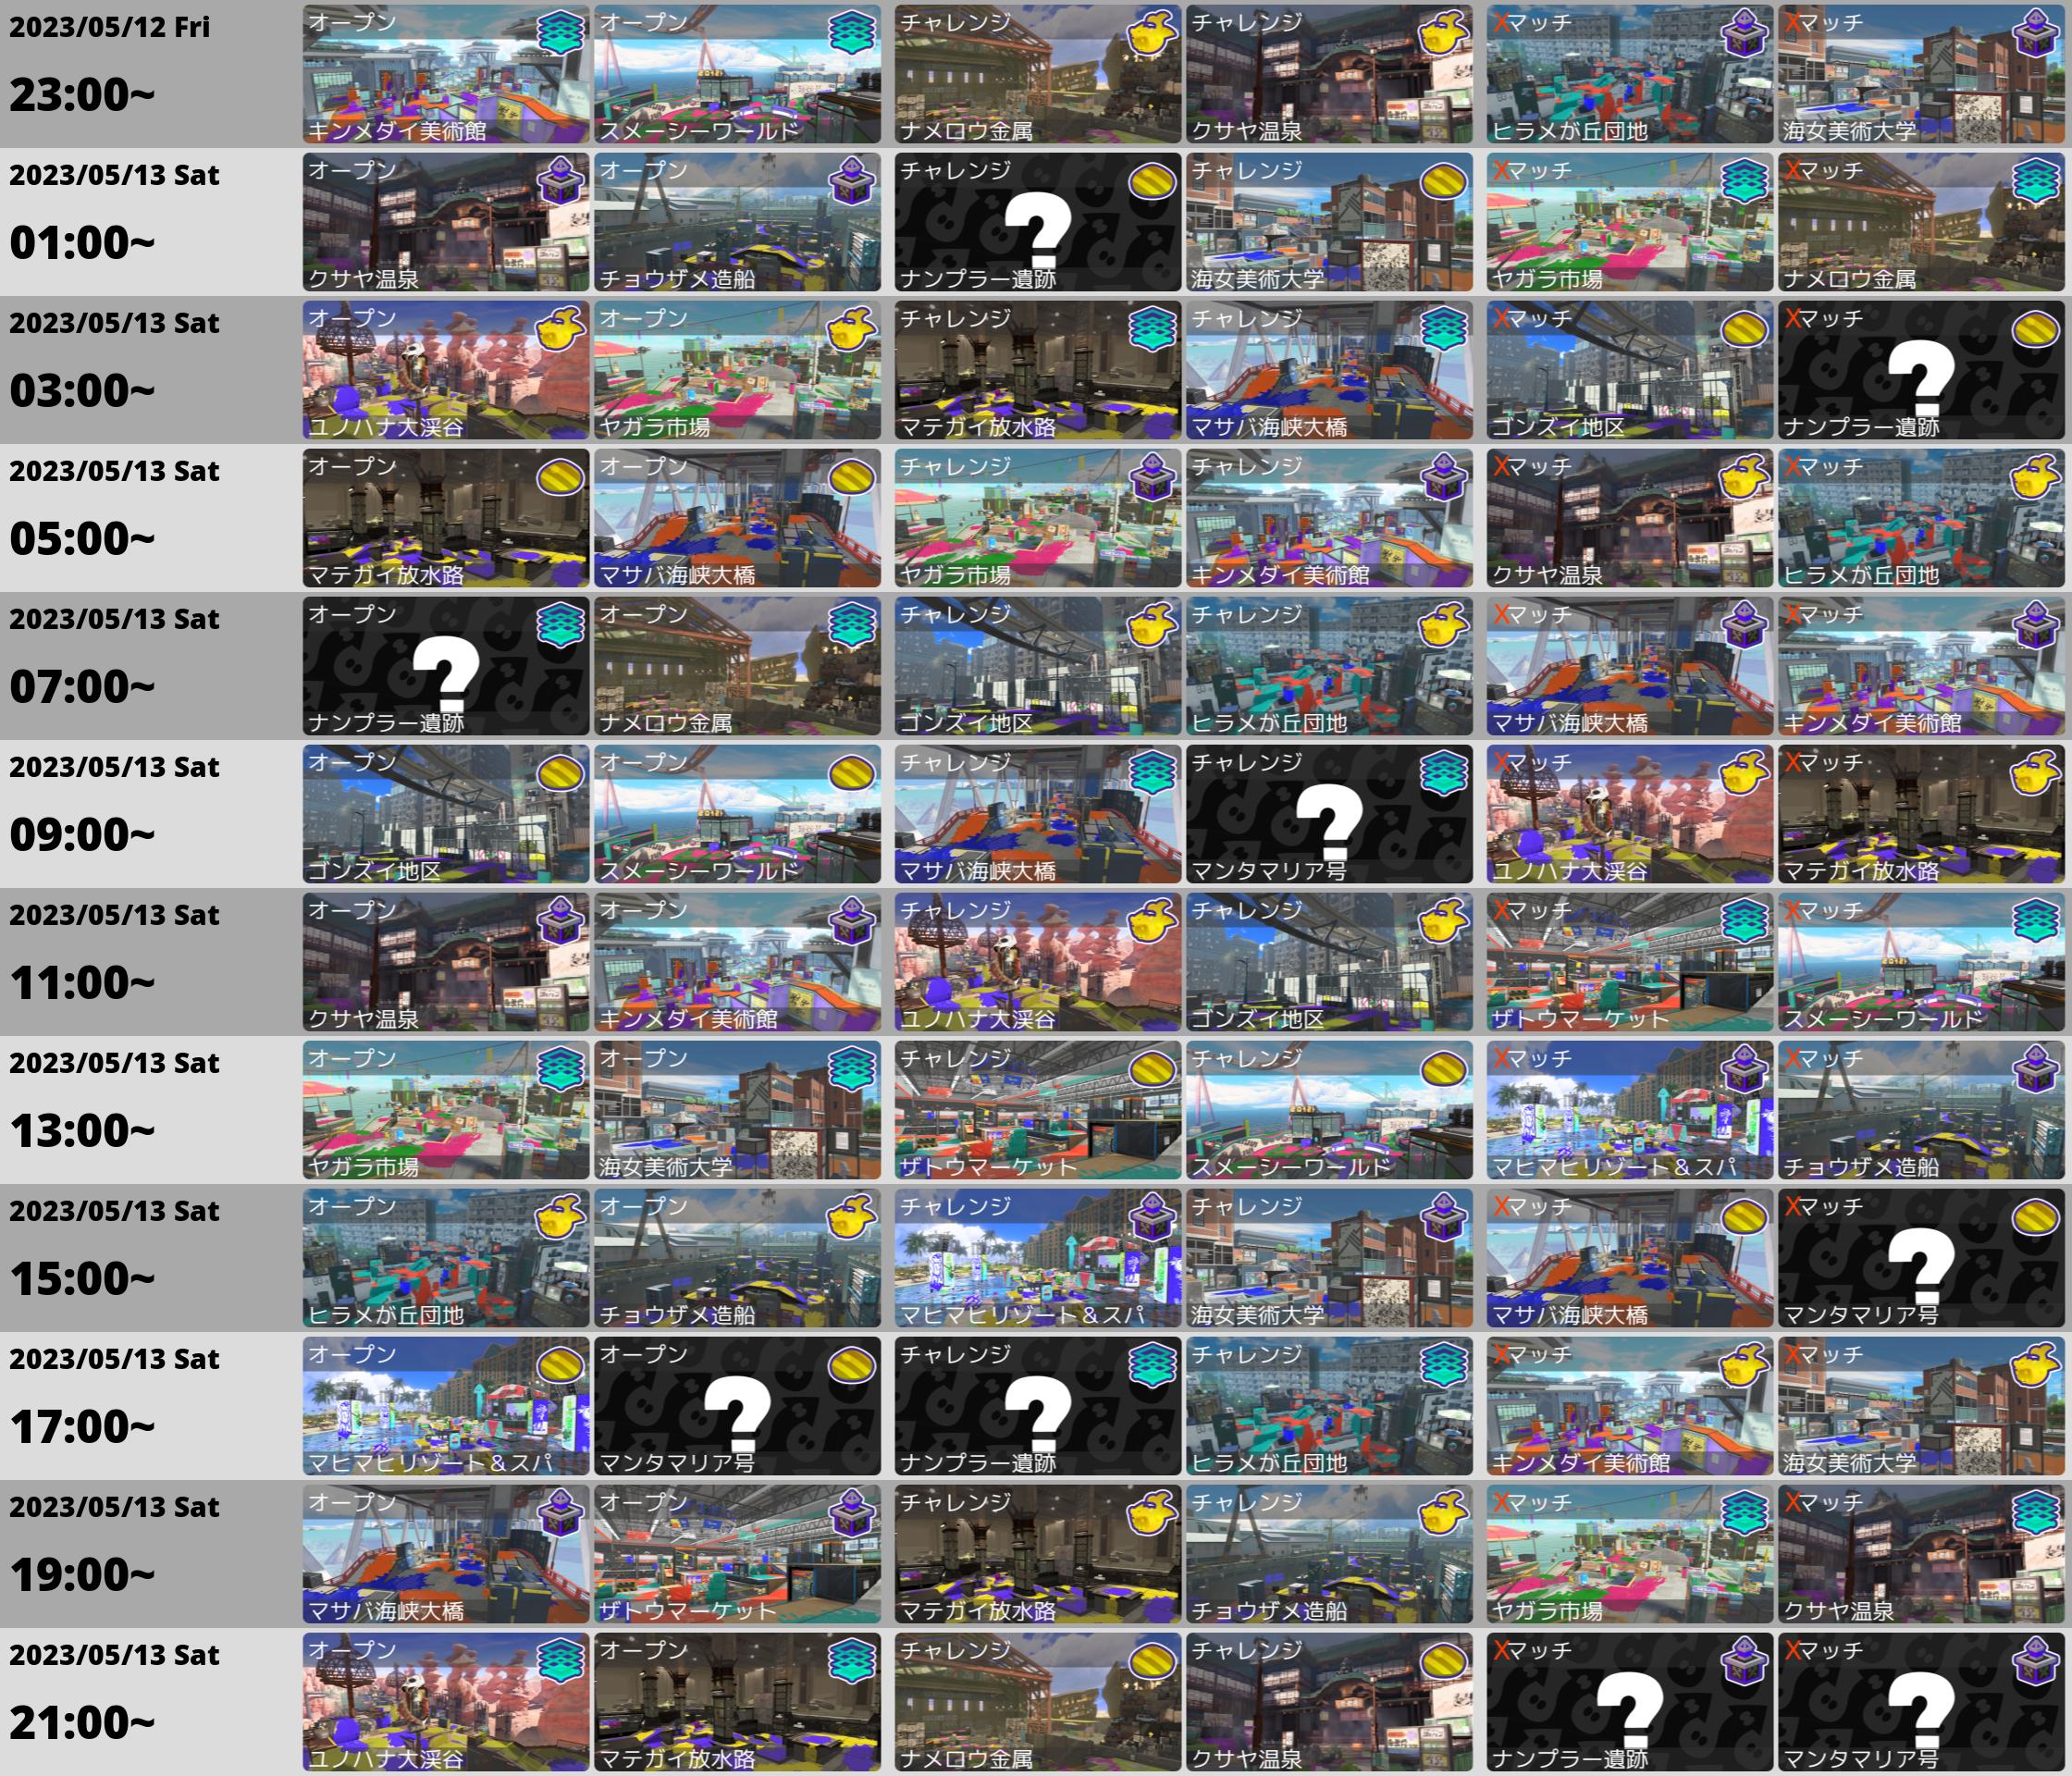 2023/05/12 Fri
23:00~
オープン
キンメダイ美術館
オープン
スメーシーワールド
チャレンジ
ナメロウ金属
チャレンジ
クサヤ温泉
Xマッチ
ヒラメが丘団地
Xマッチ
海女美術大学
2023/05/13 Sat
01:00~
オープン
クサヤ温泉
オープン
チョウザメ造船
チャレンジ
?
ナンプラー遺跡
チャレンジ
海女美術大学
Xマッチ
ヤガラ市場
Xマッチ
ナメロウ金属
2023/05/13 Sat
03:00~
オープン
ユノハナ大渓谷
オープン
ヤガラ市場
チャレンジ
マテガイ放水路
チャレンジ
マサバ海峡大橋
Xマッチ
ゴンズイ地区
Xマッチ
?
ナンプラー遺跡
2023/05/13 Sat
05:00~
オープン
マテガイ放水路
オープン
マサバ海峡大橋
チャレンジ
ヤガラ市場
チャレンジ
キンメダイ美術館
Xマッチ
クサヤ温泉
Xマッチ
ヒラメが丘団地
2023/05/13 Sat
07:00~
オープン
?
ナンプラー遺跡
オープン
ナメロウ金属
チャレンジ
ゴンズイ地区
チャレンジ
ヒラメが丘団地
Xマッチ
マサバ海峡大橋
Xマッチ
キンメダイ美術館
2023/05/13 Sat
09:00~
オープン
ゴンズイ地区
オープン
スメーシーワールド
チャレンジ
マサバ海峡大橋
チャレンジ
?
マンタマリア号
Xマッチ
ユノハナ大渓谷
Xマッチ
マテガイ放水路
2023/05/13 Sat
11:00~
オープン
クサヤ温泉
オープン
キンメダイ美術館
チャレンジ
ユノハナ大渓谷
チャレンジ
ゴンズイ地区
Xマッチ
ザトウマーケット
Xマッチ
スメーシーワールド
2023/05/13 Sat
13:00~
オープン
ヤガラ市場
オープン
海女美術大学
チャレンジ
ザトウマーケット
チャレンジ
スメーシーワールド
Xマッチ
マヒマヒリゾート&スパ
Xマッチ
チョウザメ造船
2023/05/13 Sat
15:00~
オープン
ヒラメが丘団地
オープン
チョウザメ造船
チャレンジ
マヒマヒリゾート&スパ
チャレンジ
海女美術大学
Xマッチ
マサバ海峡大橋
Xマッチ
?
マンタマリア号
2023/05/13 Sat
17:00~
オープン
マヒマヒリゾート&スパ
オープン
?
マンタマリア号
チャレンジ
?
ナンプラー遺跡
チャレンジ
ヒラメが丘団地
Xマッチ
キンメダイ美術館
Xマッチ
海女美術大学
2023/05/13 Sat
19:00~
オープン
マサバ海峡大橋
オープン
ザトウマーケット
チャレンジ
マテガイ放水路
チャレンジ
チョウザメ造船
Xマッチ
ヤガラ市場
Xマッチ
クサヤ温泉
2023/05/13 Sat
21:00~
オープン
ユノハナ大渓谷
オープン
マテガイ放水路
チャレンジ
ナメロウ金属
チャレンジ
クサヤ温泉
Xマッチ
?
ナンプラー遺跡
Xマッチ
?
マンタマリア号